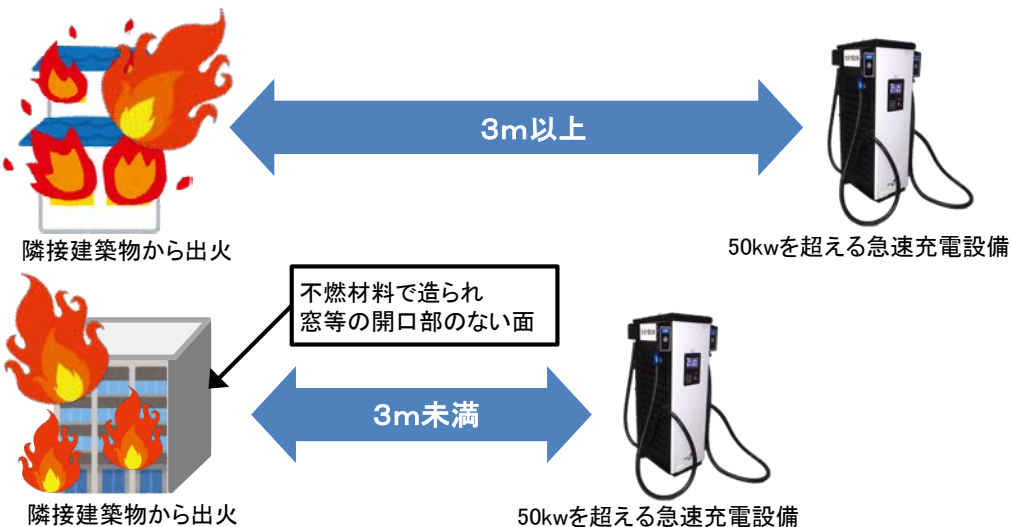 3m以上
隣接建築物から出火
50kwを超える急速充電設備
不燃材料で造られ
窓等の開口部のない面
3m未満
隣接建築物から出火
50kwを超える急速充電設備